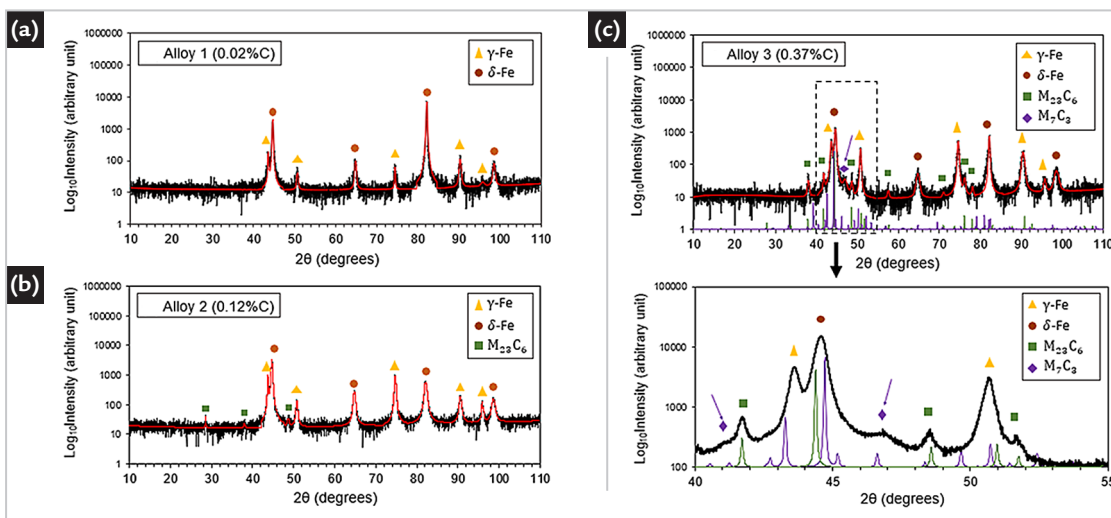 (a)
Alloy 1 (0.02%C)
γ-Fe
δ-Fe
Log₁₀Intensity (arbitrary unit)
1000000
100000
10000
1000
100
10
1
10 20 30 40 50 60 70 80 90 100 110
2θ (degrees)
(b)
Alloy 2 (0.12%C)
γ-Fe
δ-Fe
M₂₃C₆
Log₁₀Intensity (arbitrary unit)
1000000
100000
10000
1000
100
10
1
10 20 30 40 50 60 70 80 90 100 110
2θ (degrees)
(c)
Alloy 3 (0.37%C)
γ-Fe
δ-Fe
M₂₃C₆
M₇C₃
Log₁₀Intensity (arbitrary unit)
1000000
100000
10000
1000
100
10
1
10 20 30 40 50 60 70 80 90 100 110
2θ (degrees)
γ-Fe
δ-Fe
M₂₃C₆
M₇C₃
Log₁₀Intensity (arbitrary unit)
100000
10000
1000
100
40 45 50 55
2θ (degrees)